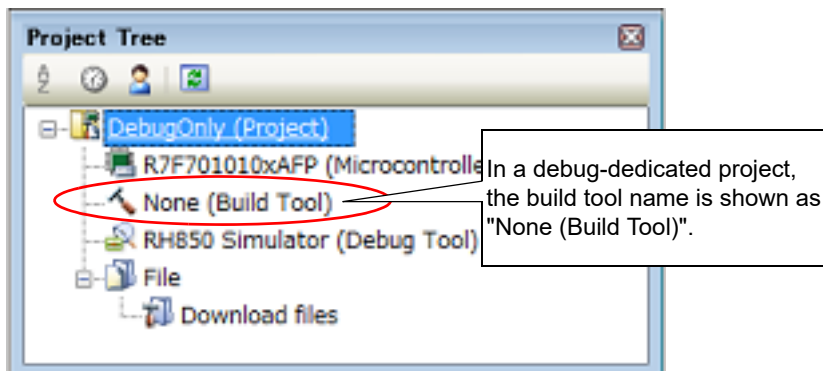 Project Tree
DebugOnly (Project)
R7F701010xAFP (Microcontrolle
In a debug-dedicated project,
the build tool name is shown as
"None (Build Tool)".
None (Build Tool)
RH850 Simulator (Debug Tool)
File
Download files